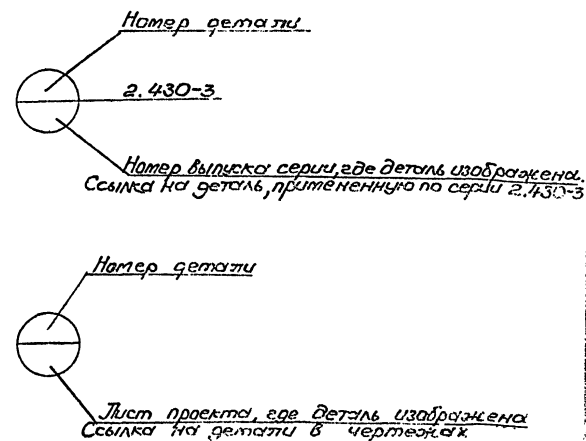 Номер детали
2.430-3
Номер выпуска серии, где деталь изображена.
Ссылка на деталь, примененную по серии 2.430-3
Номер детали
Лист проекта, где деталь изображена
Ссылка на детали в чертежах